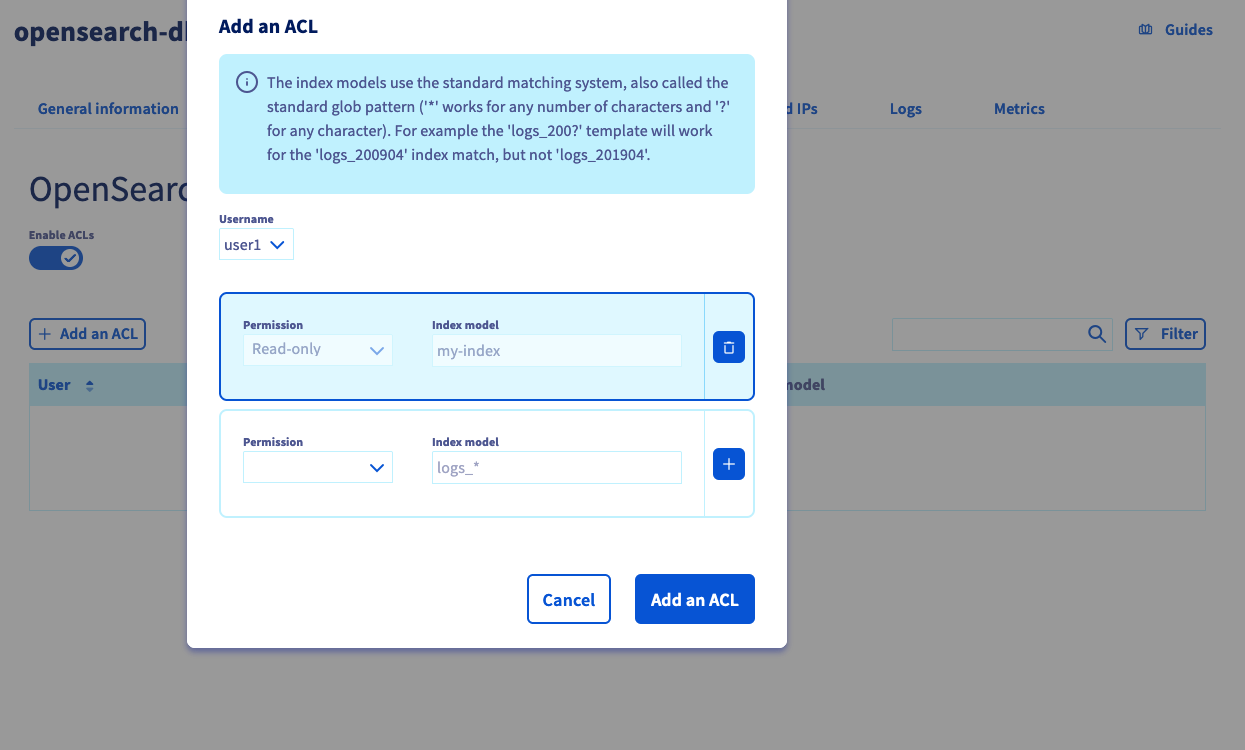 Add an ACL
opensearch-d
Guides
The index models use the standard matching system, also called the
standard glob pattern ('*' works for any number of characters and '?'
for any character). For example the 'logs_200?' template will work
for the 'logs_200904' index match, but not 'logs_201904'.
General information
IPs
Logs
Metrics
OpenSearc
Username
user1
Enable ACLs
Permission
Index model
Read-only
my-index
+ Add an ACL
Filter
User
model
Permission
Index model
logs_*
Cancel
Add an ACL